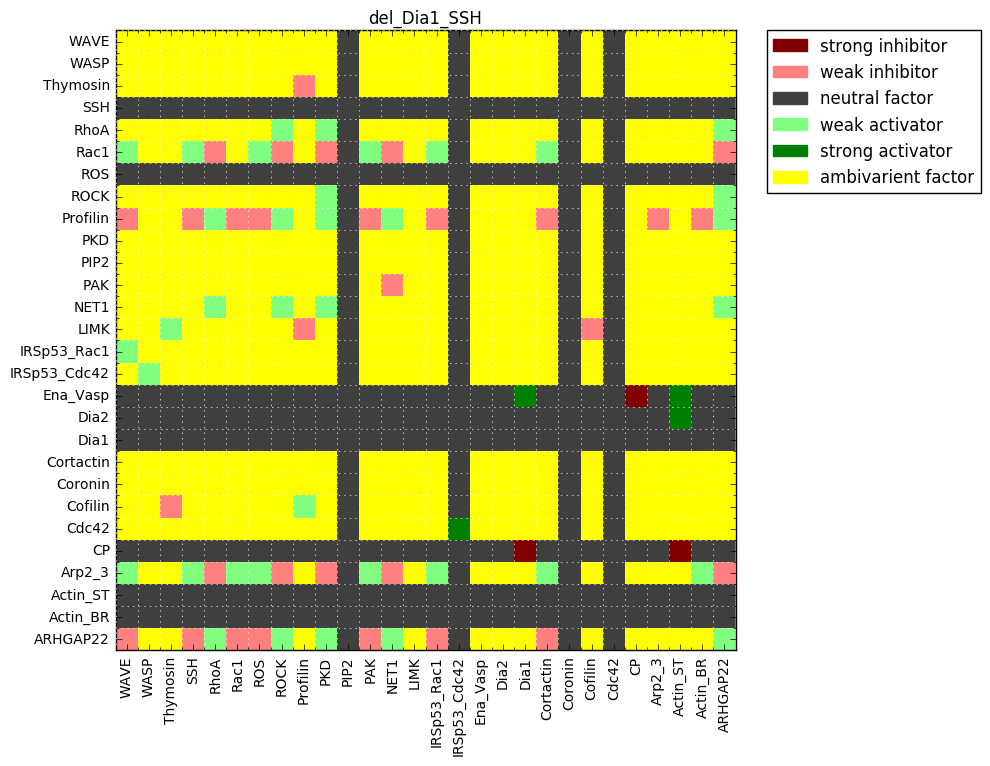 del_Dia1_SSH
strong inhibitor
weak inhibitor
neutral factor
weak activator
strong activator
ambivarient factor
WAVE
WASP
Thymosin
SSH
RhoA
Rac1
ROS
ROCK
Profilin
PKD
PIP2
PAK
NET1
LIMK
IRSp53_Rac1
IRSp53_Cdc42
Ena_Vasp
Dia2
Dia1
Cortactin
Coronin
Cofilin
Cdc42
CP
Arp2_3
Actin_ST
Actin_BR
ARHGAP22
WAVE
WASP
Thymosin
SSH
RhoA
Rac1
ROS
ROCK
Profilin
PKD
PIP2
PAK
NET1
LIMK
IRSp53_Rac1
IRSp53_Cdc42
Ena_Vasp
Dia2
Dia1
Cortactin
Coronin
Cofilin
Cdc42
CP
Arp2_3
Actin_ST
Actin_BR
ARHGAP22